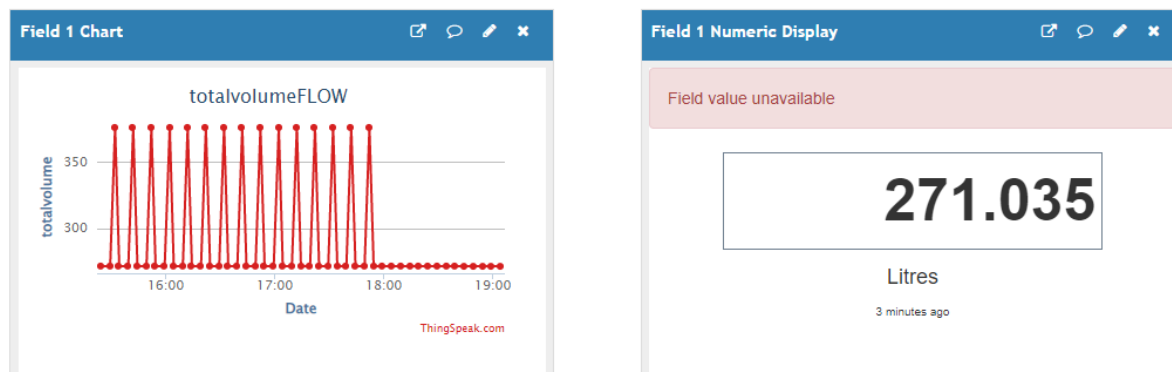 Field 1 Chart
totalvolumeFLOW
totalvolume
350
300
16:00 17:00 18:00 19:00
Date
ThingSpeak.com
Field 1 Numeric Display
Field value unavailable
271.035
Litres
3 minutes ago